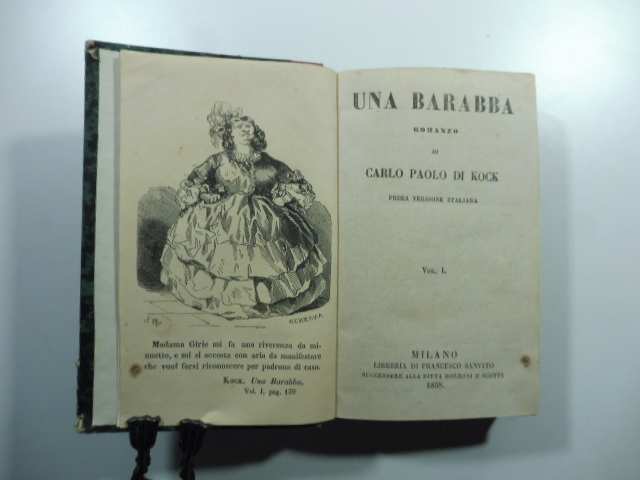 Madama Girie mi fa una riverenza da mi-
nuetto, e mi si accosta con aria da manifestare
che vuol farsi riconoscere per padrona di casa.
KOCK. Una Barabba,
Vol. I, pag. 159
UNA BARABBA
ROMANZO
DI
CARLO PAOLO DI KOCK
PRIMA VERSIONE ITALIANA
VOL. I.
MILANO
LIBRERIA DI FRANCESCO SANVITO
SUCCESSORE ALLA DITTA BORRONI E SCOTTI
1858.